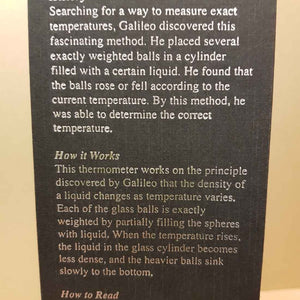 Searching for a way to measure exact
temperatures, Galileo discovered this
fascinating method. He placed several
exactly weighted balls in a cylinder
filled with a certain liquid. He found that
the balls rose or fell according to the
current temperature. By this method, he
was able to determine the correct
temperature.
How it Works
This thermometer works on the principle
discovered by Galileo that the density of
a liquid changes as temperature varies.
Each of the glass balls is exactly
weighted by partially filling the spheres
with liquid. When the temperature rises,
the liquid in the glass cylinder becomes
less dense, and the heavier balls sink
slowly to the bottom.
How to Read